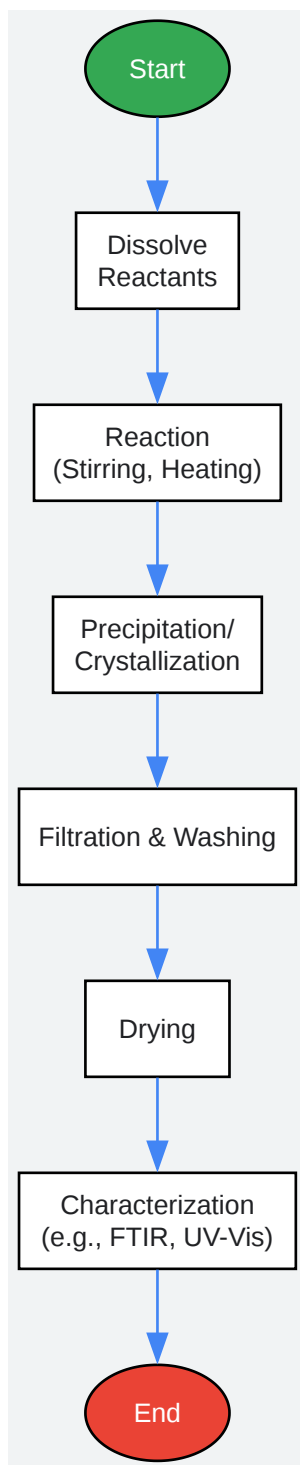 Start
Dissolve
Reactants
Reaction
(Stirring, Heating)
Precipitation/
Crystallization
Filtration & Washing
Drying
Characterization
(e.g., FTIR, UV-Vis)
End